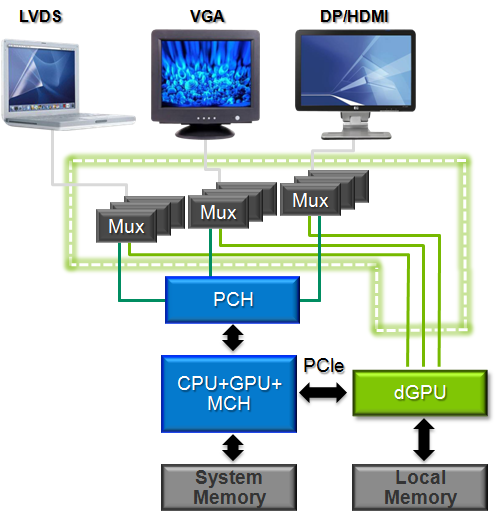 LVDS
VGA
DP/HDMI
Mux
Mux
Mux
PCH
CPU+GPU+
MCH
PCIe
dGPU
System
Memory
Local
Memory